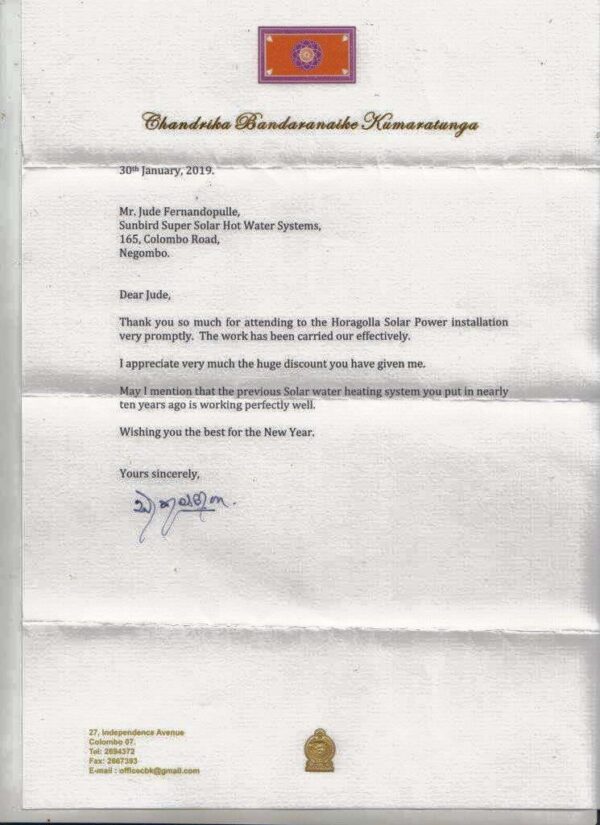 Chandrika Bandaranaike Kumaratunga
30th January, 2019.
Mr. Jude Fernandopulle,
Sunbird Super Solar Hot Water Systems,
165, Colombo Road,
Negombo.
Dear Jude,
Thank you so much for attending to the Horagolla Solar Power installation
very promptly. The work has been carried our effectively.
I appreciate very much the huge discount you have given me.
May I mention that the previous Solar water heating system you put in nearly
ten years ago is working perfectly well.
Wishing you the best for the New Year.
Yours sincerely,
27, Independence Avenue
Colombo 07.
Tel: 2694372
Fax: 2667393
E-mail : officecbk@gmail.com